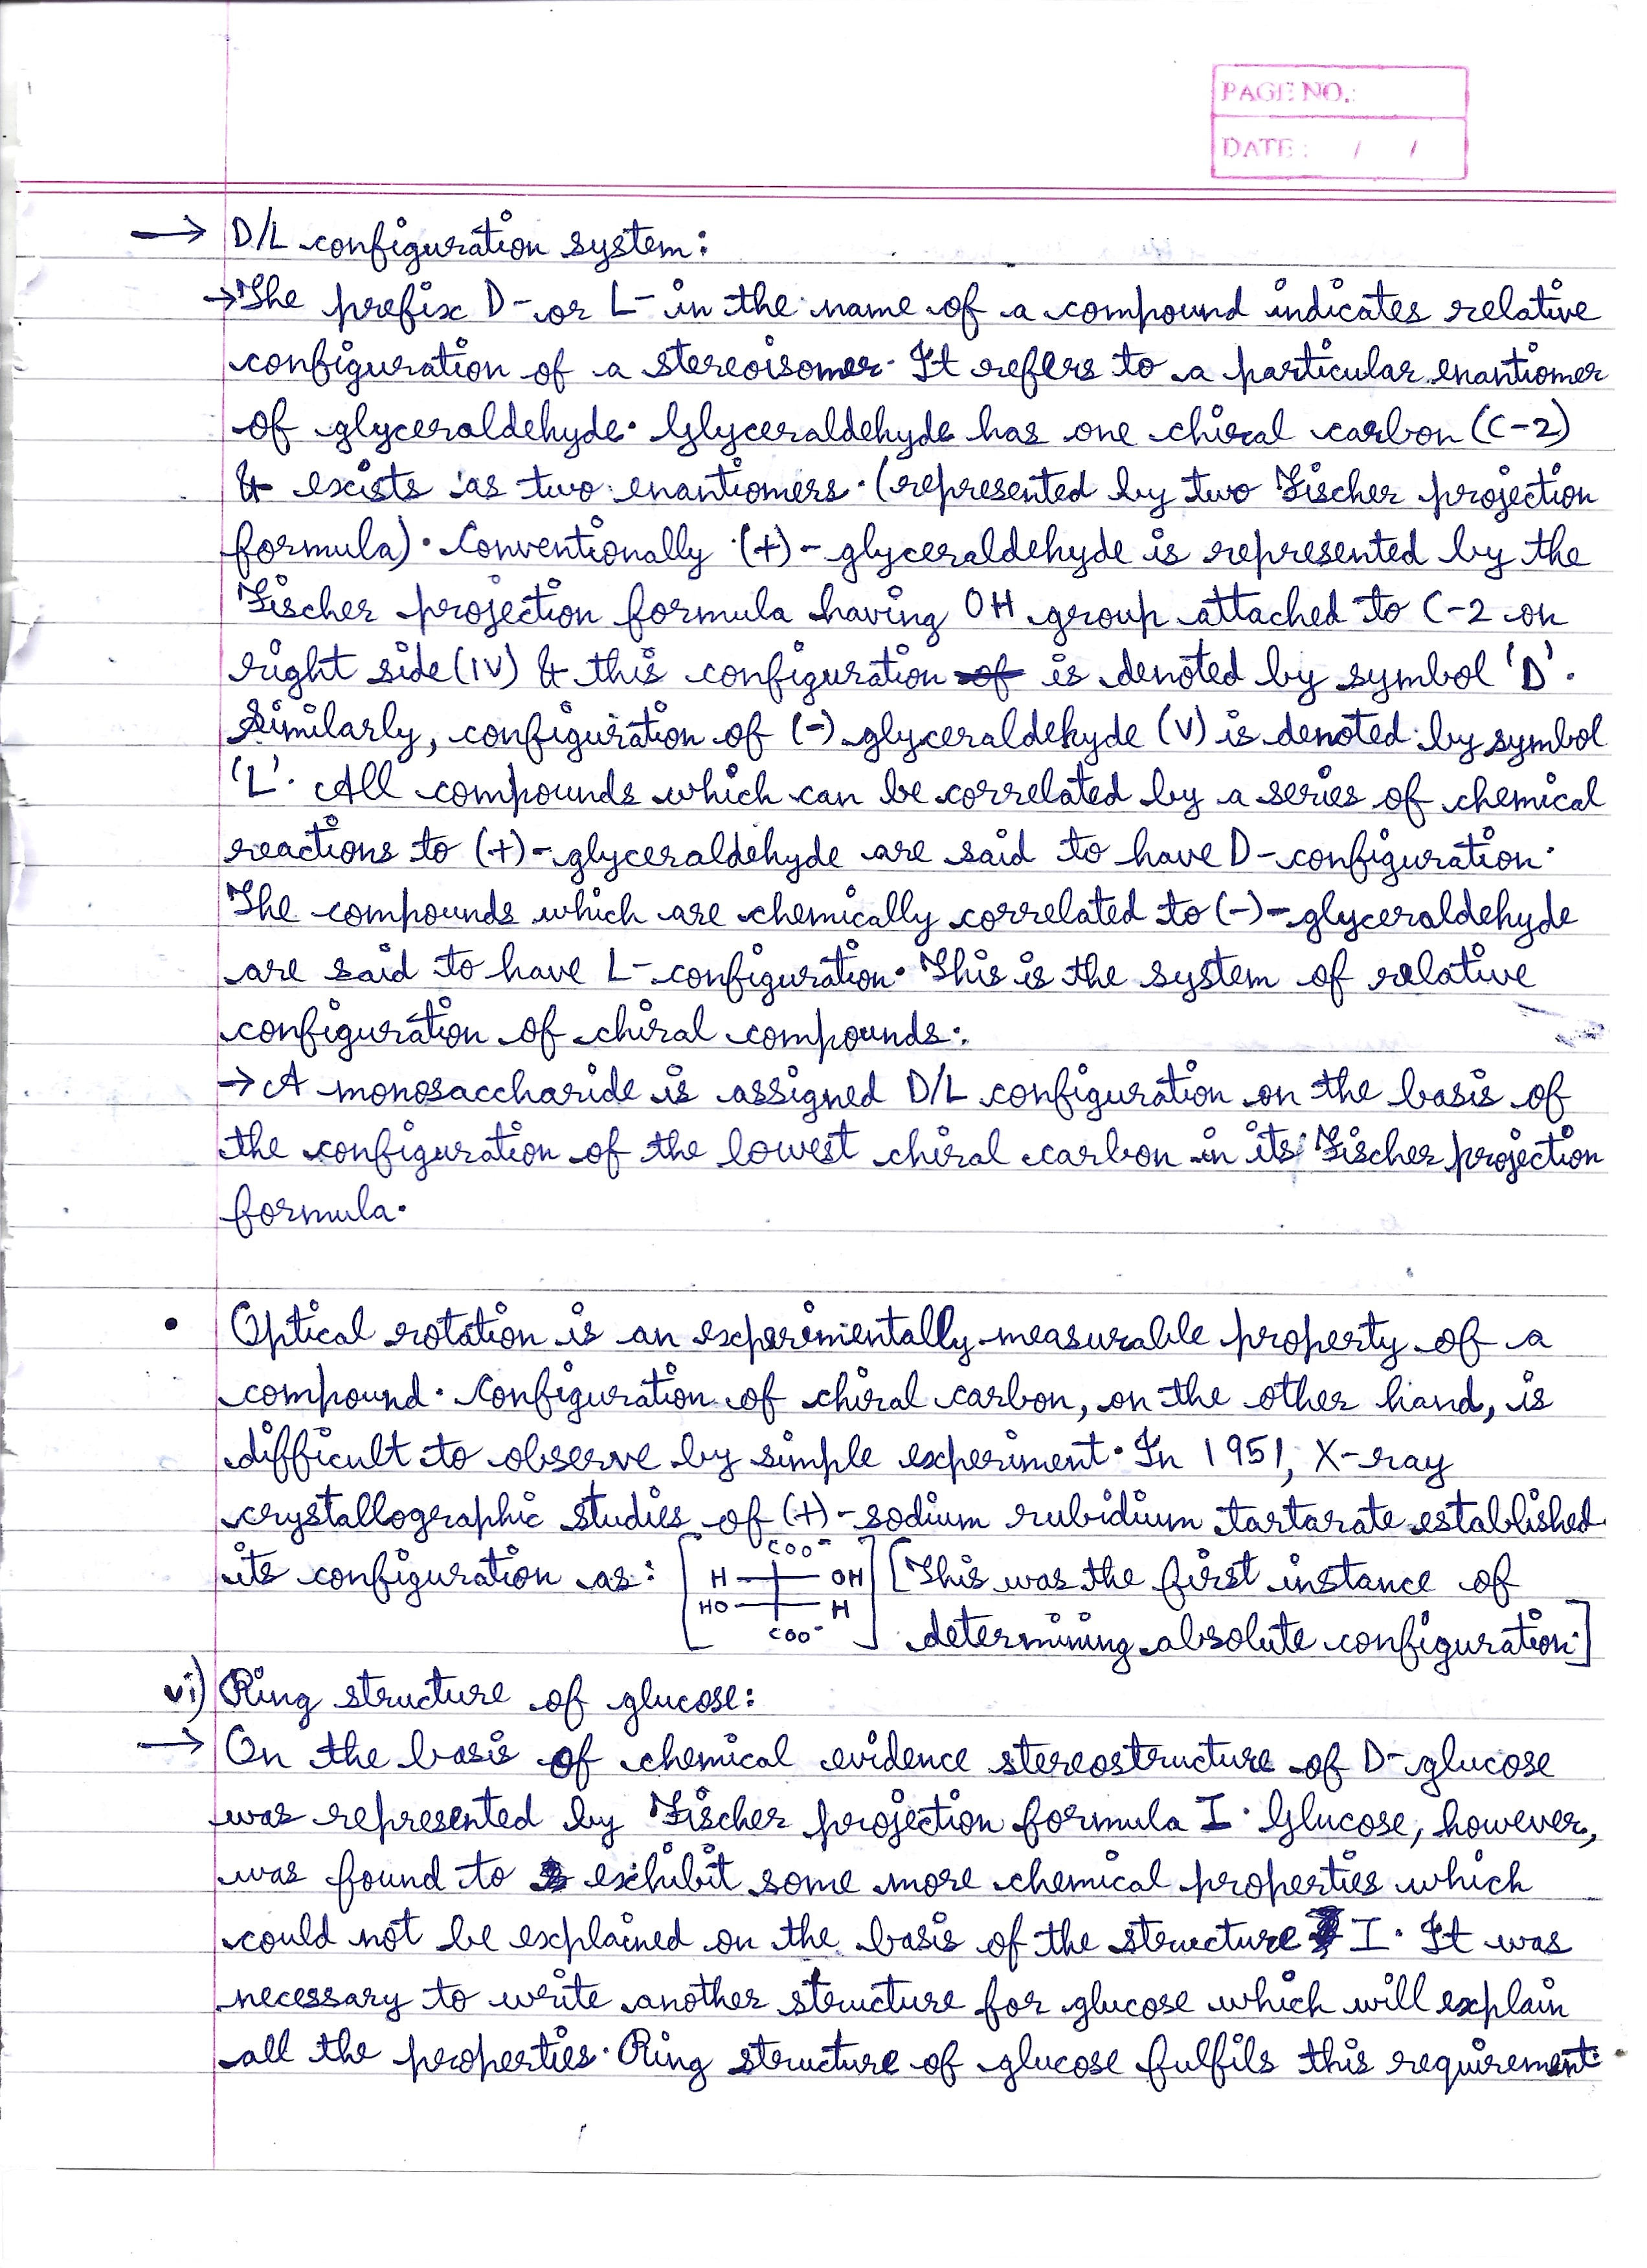 PAGE NO.:
DATE: / /
→ D/L configuration system:
→ The prefix D- or L- in the name of a compound indicates relative
configuration of a stereoisomer. It refers to a particular enantiomer
of glyceraldehyde. Glyceraldehyde has one chiral carbon (C-2)
& exists as two enantiomers. (represented by two Fischer projection
formula). Conventionally (+)-glyceraldehyde is represented by the
Fischer projection formula having OH group attached to C-2 on
right side (IV) & this configuration of is denoted by symbol 'D'.
Similarly, configuration of (-) glyceraldehyde (V) is denoted by symbol
'L'. All compounds which can be correlated by a series of chemical
reactions to (+)-glyceraldehyde are said to have D-configuration.
The compounds which are chemically correlated to (-)-glyceraldehyde
are said to have L-configuration. This is the system of relative
configuration of chiral compounds.
→ A monosaccharide is assigned D/L configuration on the basis of
the configuration of the lowest chiral carbon in its Fischer projection
formula.
• Optical rotation is an experimentally measurable property of a
compound. Configuration of chiral carbon, on the other hand, is
difficult to observe by simple experiment. In 1951, X-ray
crystallographic studies of (+)-sodium rubidium tartarate established
its configuration as: [This was the first instance of
COO⁻
H OH
HO H
COO⁻
determining absolute configuration.]
vi) Ring structure of glucose:
→ On the basis of chemical evidence stereostructure of D-glucose
was represented by Fischer projection formula I. Glucose, however,
was found to exhibit some more chemical properties which
could not be explained on the basis of the structure I. It was
necessary to write another structure for glucose which will explain
all the properties. Ring structure of glucose fulfils this requirement.